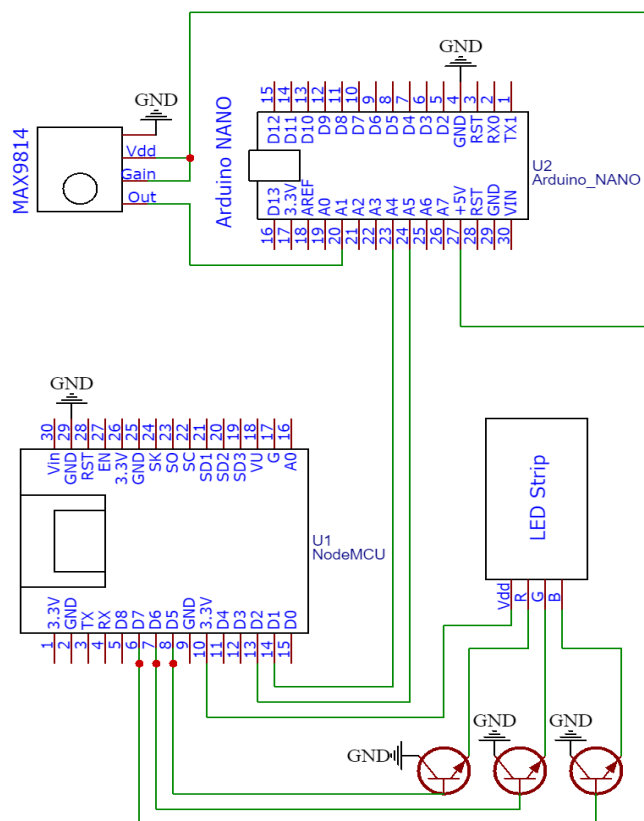 GND
15 14 13 12 11 10 9 8 7 6 5 4 3 2 1
D12 D11 D10 D9 D8 D7 D6 D5 D4 D3 D2 GND RST RX0 TX1
GND
MAX9814
Vdd
Gain
Out
Arduino NANO
U2
Arduino_NANO
D13 3.3V AREF A0 A1 A2 A3 A4 A5 A6 A7 +5V RST GND VIN
16 17 18 19 20 21 22 23 24 25 26 27 28 29 30
GND
30 29 28 27 26 25 24 23 22 21 20 19 18 17 16
Vin GND RST EN 3.3V GND SK SO SC SD1 SD2 SD3 VU G A0
LED Strip
U1
NodeMCU
Vdd R G B
3.3V GND TX RX D8 D7 D6 D5 GND 3.3V D4 D3 D2 D1 D0
1 2 3 4 5 6 7 8 9 10 11 12 13 14 15
GND
GND
GND